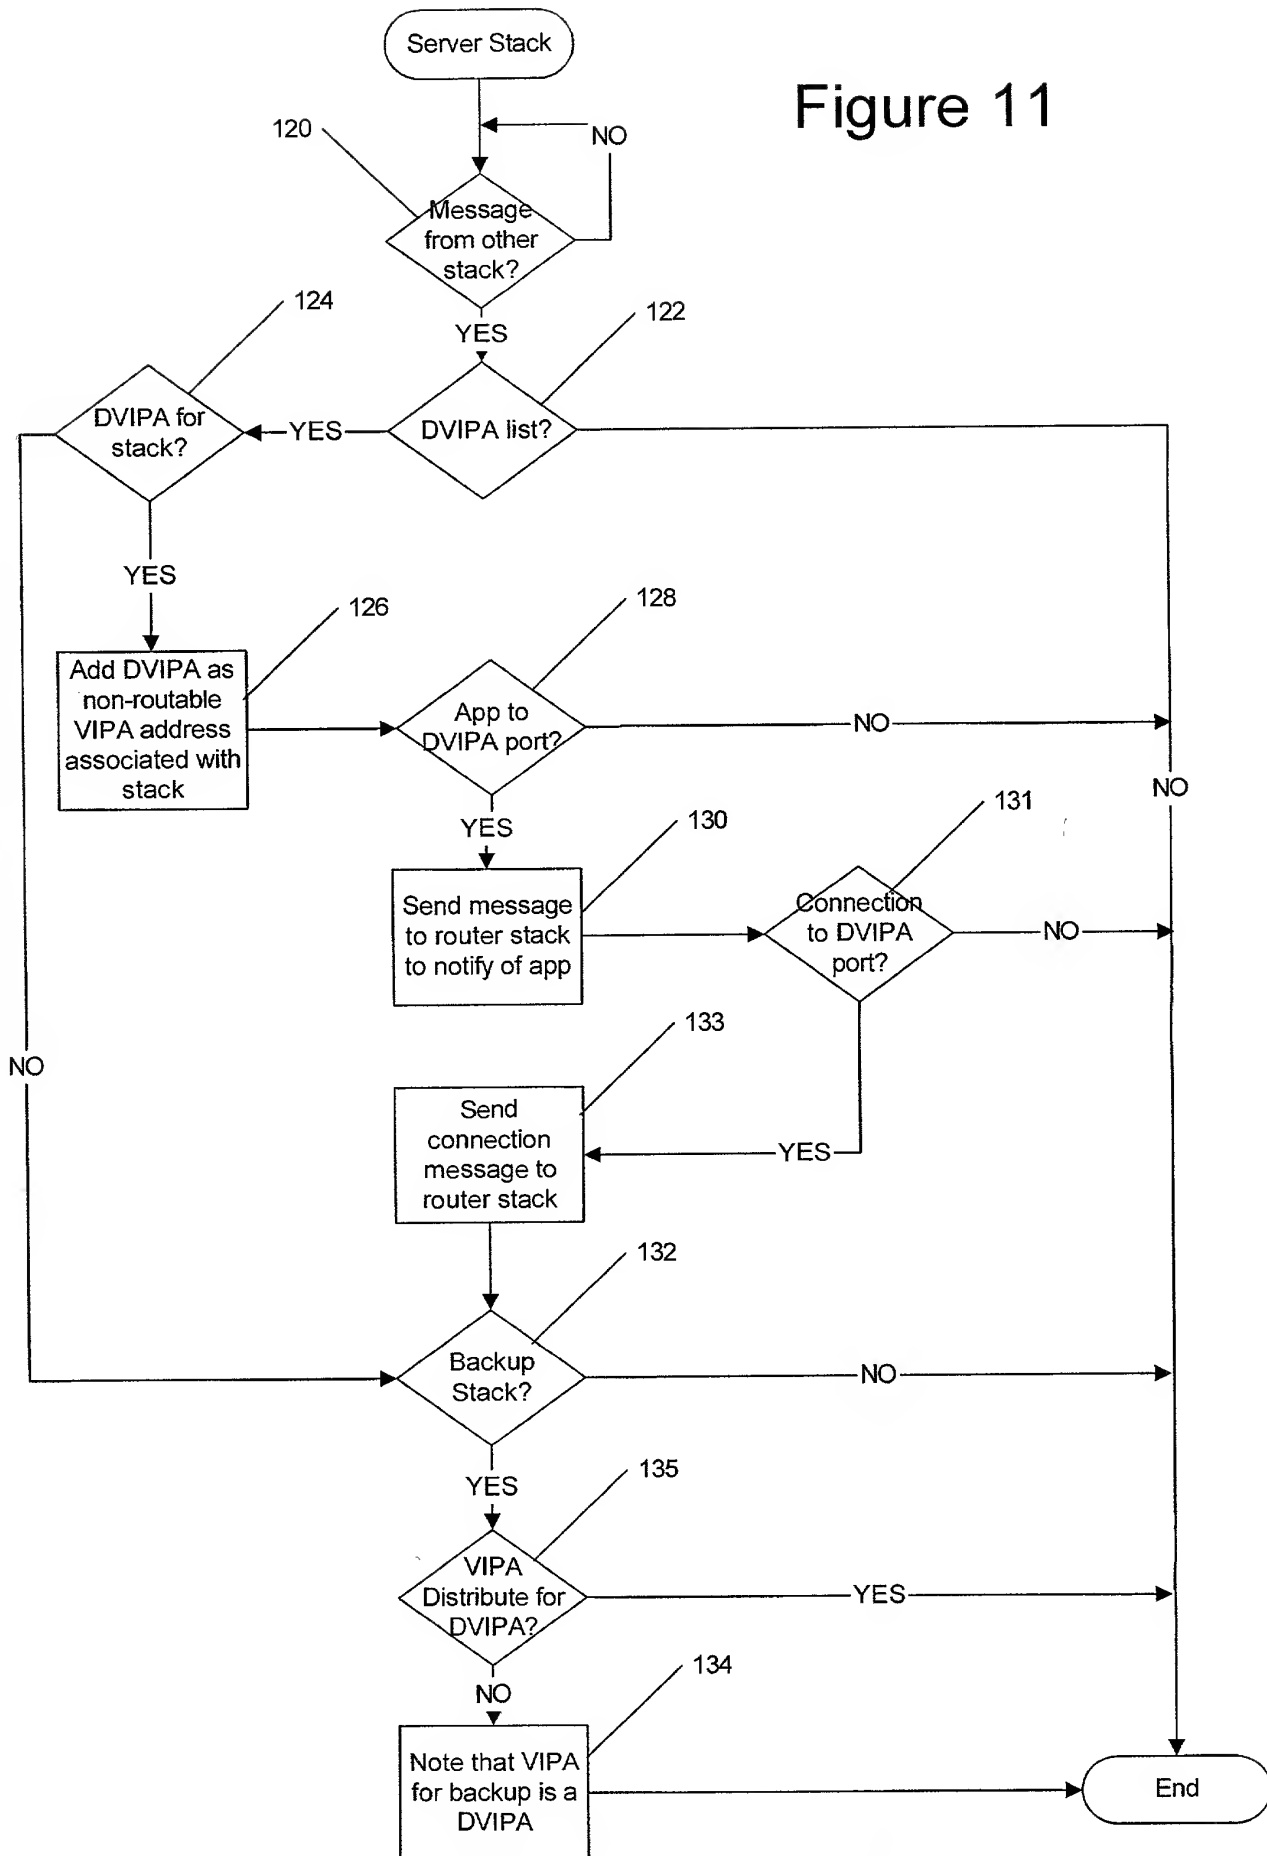 Server Stack
Figure 11
120
NO
Message
from other
stack?
124
YES
122
DVIPA for
stack?
YES
DVIPA list?
YES
126
128
Add DVIPA as
non-routable
VIPA address
associated with
stack
App to
DVIPA port?
NO
NO
YES
130
131
Send message
to router stack
to notify of app
Connection
to DVIPA
port?
NO
133
NO
Send
connection
message to
router stack
YES
132
Backup
Stack?
NO
YES
135
VIPA
Distribute for
DVIPA?
YES
NO
134
Note that VIPA
for backup is a
DVIPA
End